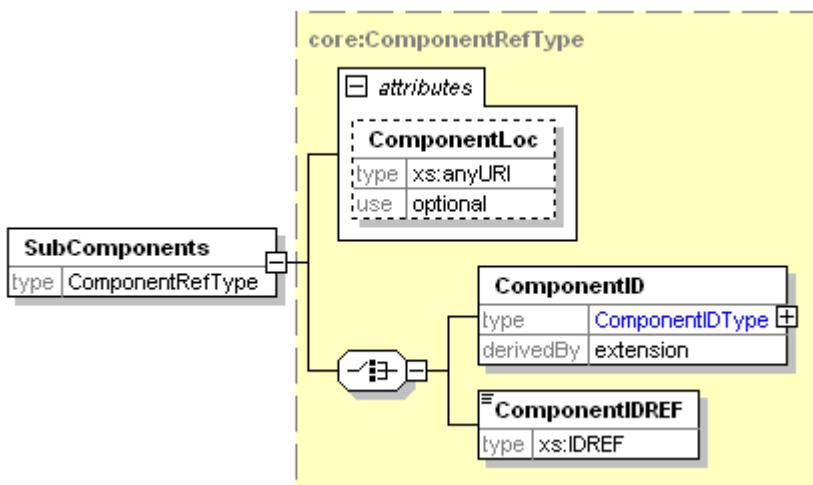 core:ComponentRefType
attributes
ComponentLoc
type xs:anyURI
use optional
SubComponents
type ComponentRefType
ComponentID
type ComponentIDType
derivedBy extension
ComponentIDREF
type xs:IDREF